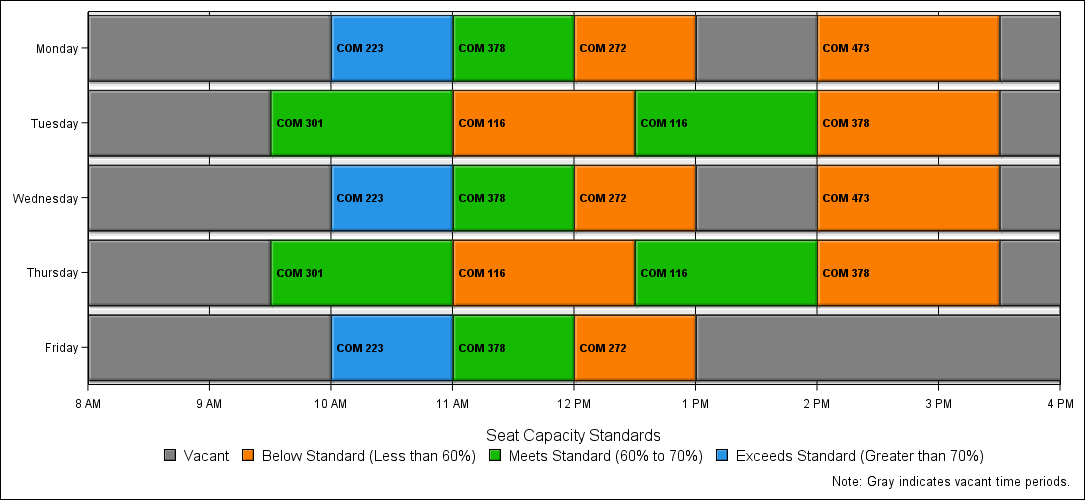 Monday COM 223 COM 378 COM 272 COM 473
Tuesday COM 301 COM 116 COM 116 COM 378
Wednesday COM 223 COM 378 COM 272 COM 473
Thursday COM 301 COM 116 COM 116 COM 378
Friday COM 223 COM 378 COM 272
8 AM 9 AM 10 AM 11 AM 12 PM 1 PM 2 PM 3 PM 4 PM
Seat Capacity Standards
Vacant Below Standard (Less than 60%) Meets Standard (60% to 70%) Exceeds Standard (Greater than 70%)
Note: Gray indicates vacant time periods.